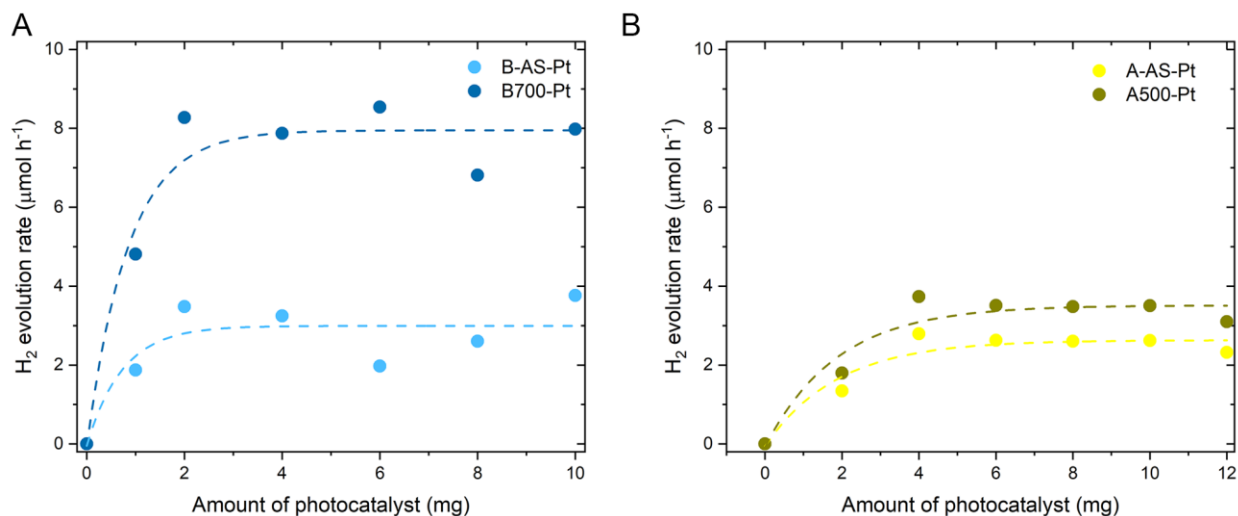 A
H₂ evolution rate (μmol h⁻¹)
10
8
6
4
2
0
B-AS-Pt
B700-Pt
0 2 4 6 8 10
Amount of photocatalyst (mg)
B
H₂ evolution rate (μmol h⁻¹)
10
8
6
4
2
0
A-AS-Pt
A500-Pt
0 2 4 6 8 10 12
Amount of photocatalyst (mg)